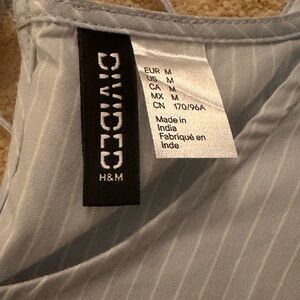 DIVIDED
H&M
EUR M
US M
CA M
MX M
CN 170/96A
Made in
India
Fabriqué en
Inde